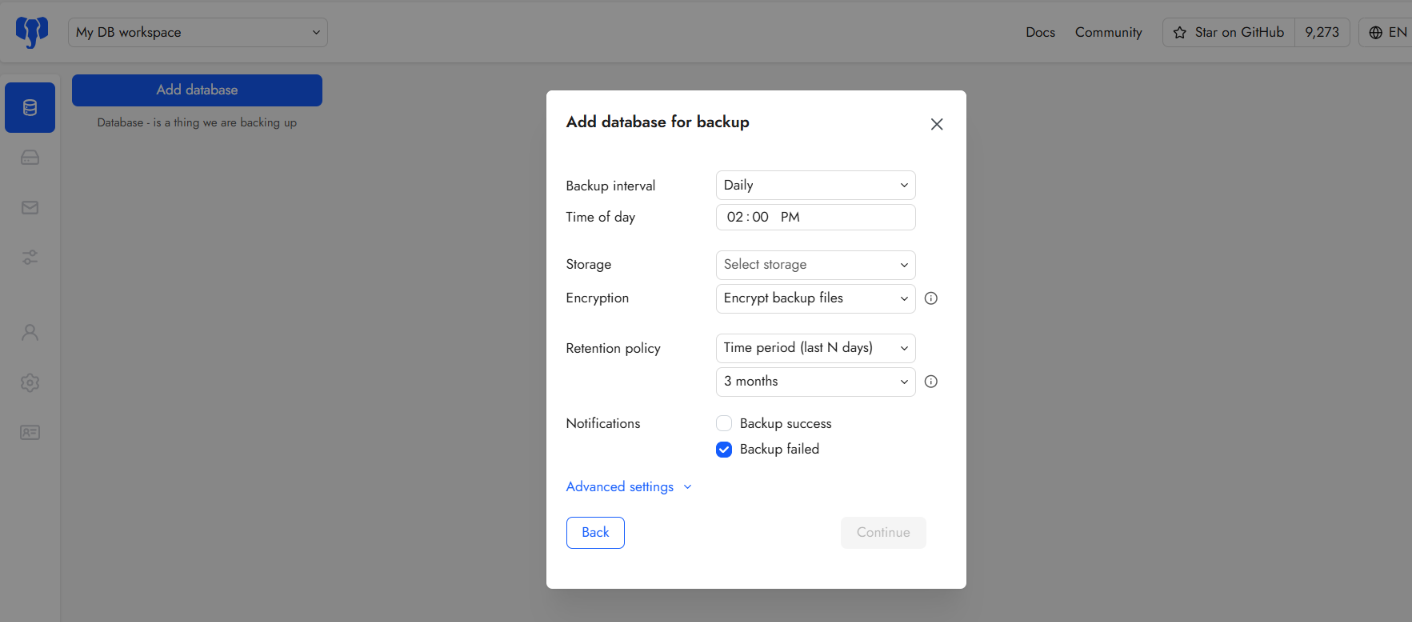 My DB workspace
Docs
Community
Star on GitHub
9,273
EN
Add database
Database - is a thing we are backing up
Add database for backup
Backup interval
Daily
Time of day
02:00 PM
Storage
Select storage
Encryption
Encrypt backup files
Retention policy
Time period (last N days)
3 months
Notifications
Backup success
Backup failed
Advanced settings
Back
Continue